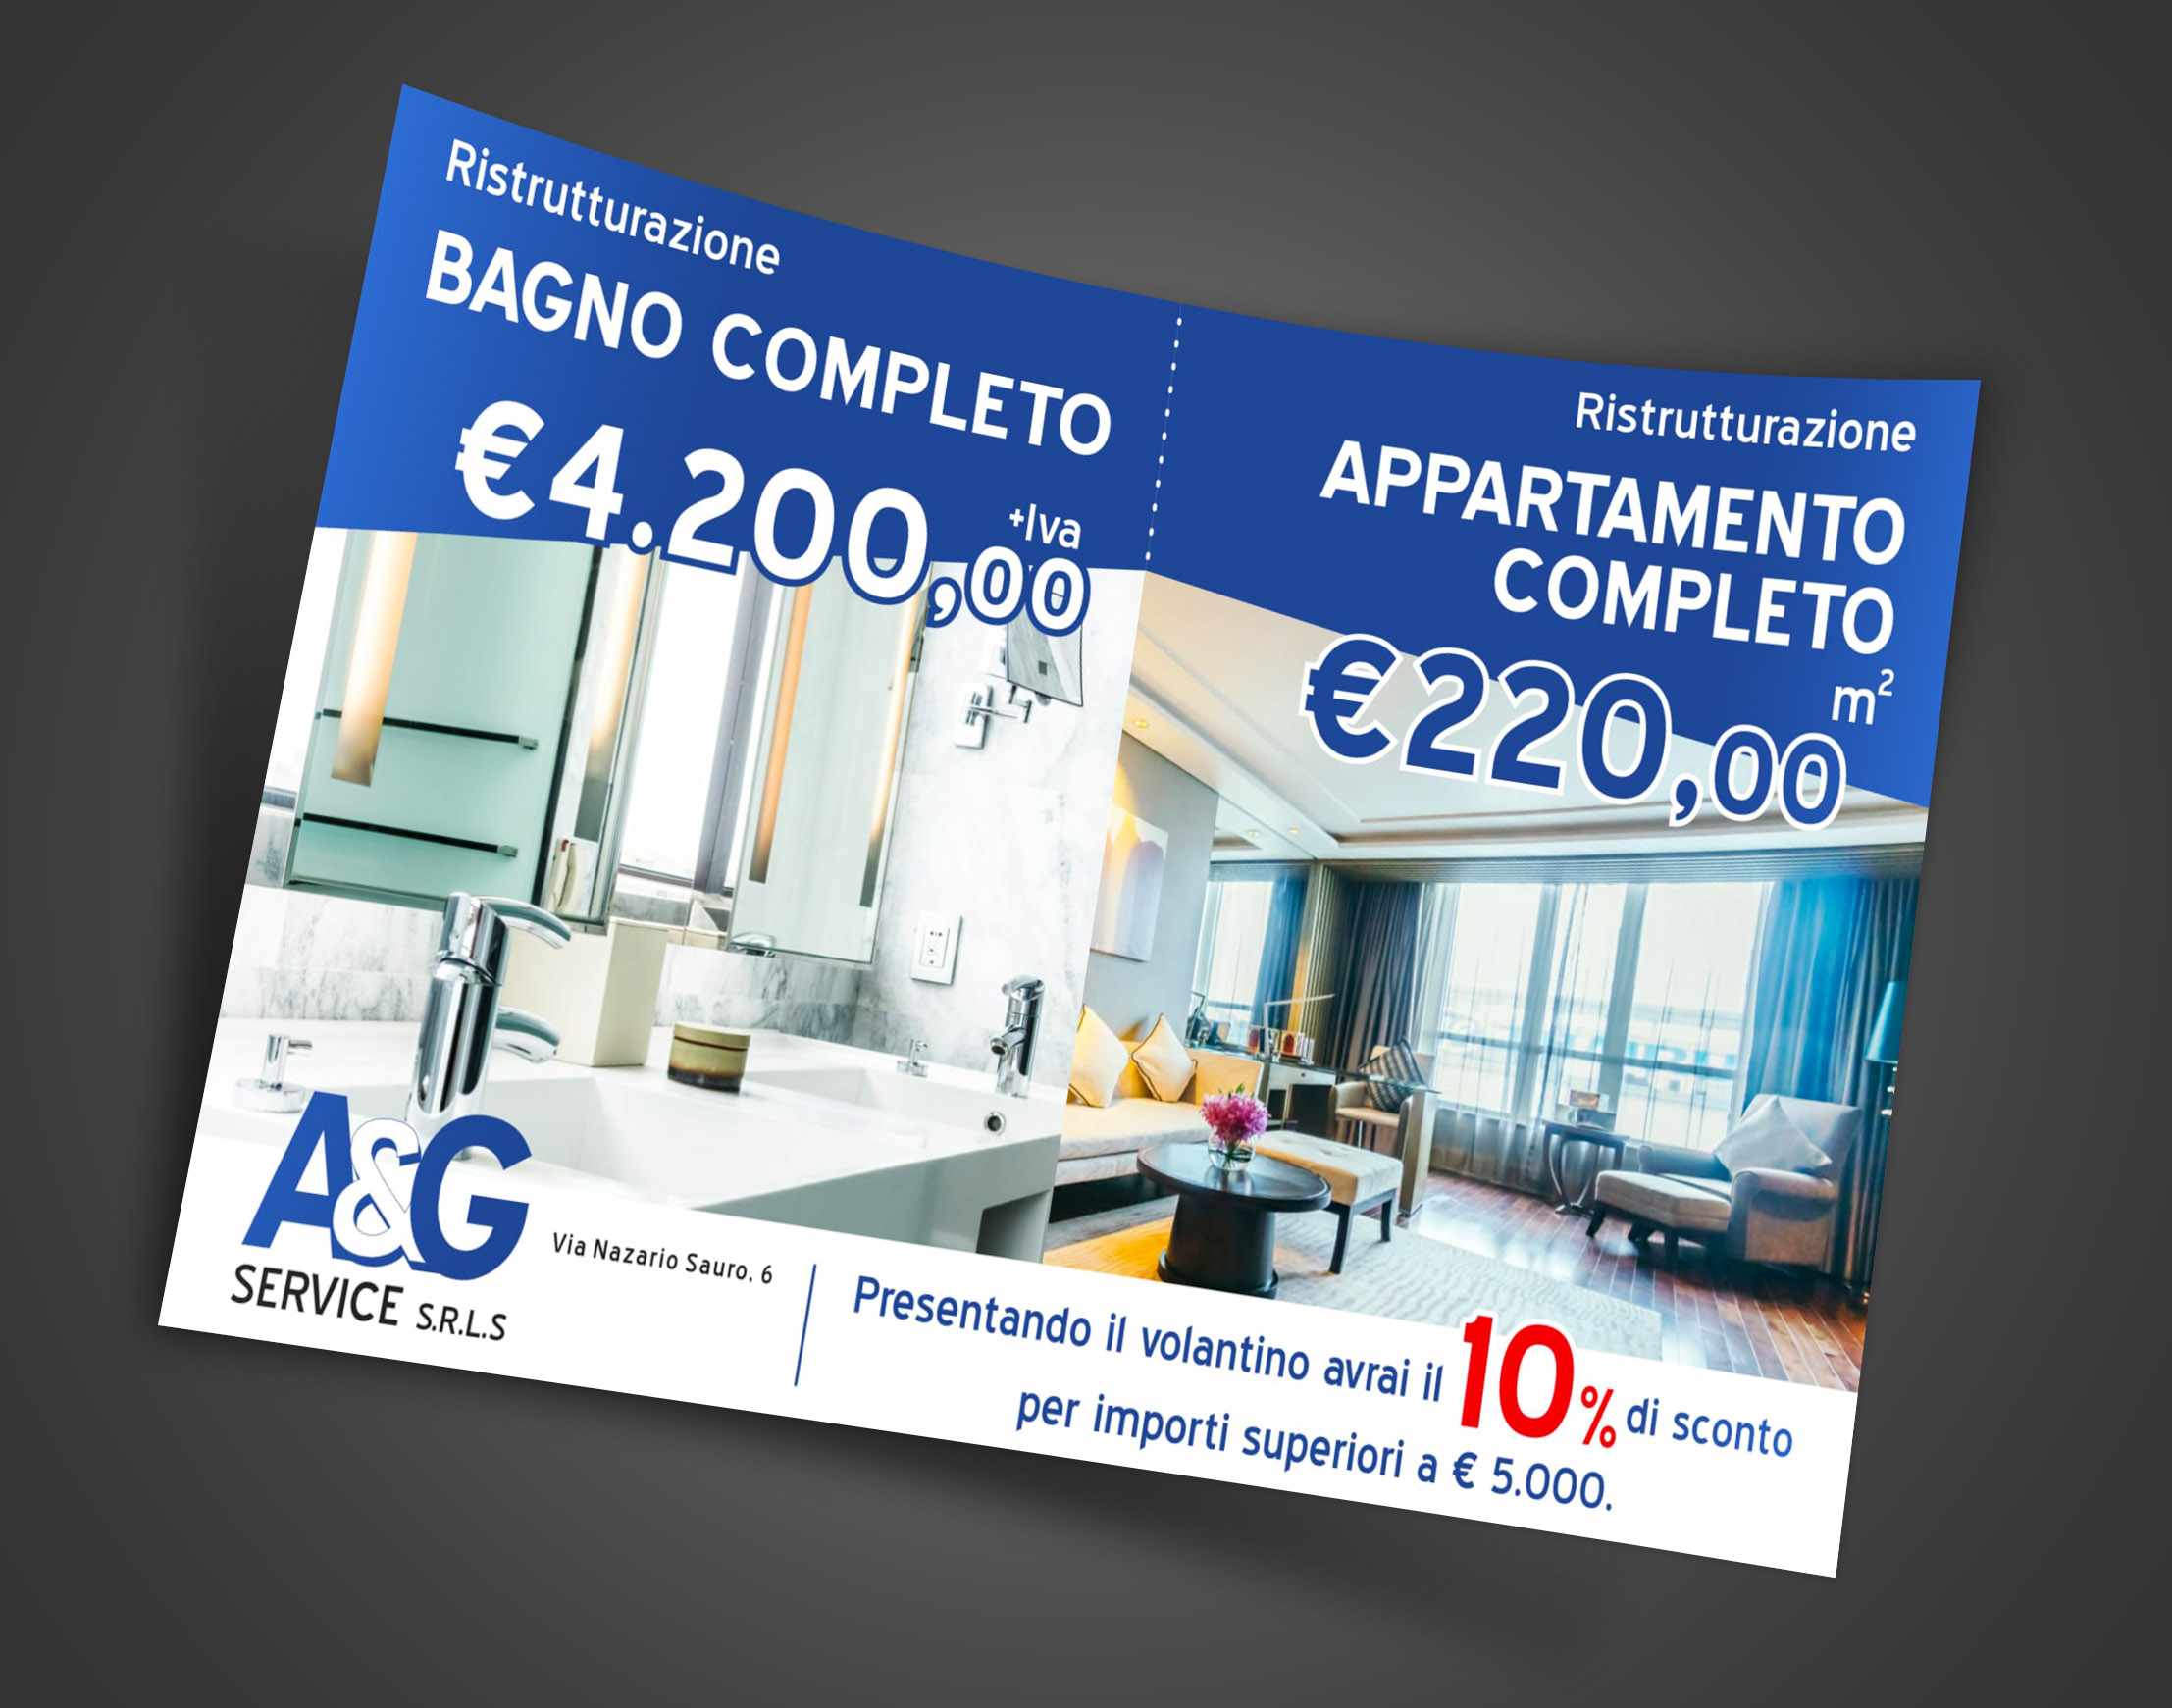 Ristrutturazione
BAGNO COMPLETO
€4.200,00
+Iva
Ristrutturazione
APPARTAMENTO
COMPLETO
€220,00
m²
A&G
SERVICE S.R.L.S
Via Nazario Sauro, 6
Presentando il volantino avrai il 10% di sconto
per importi superiori a € 5.000.